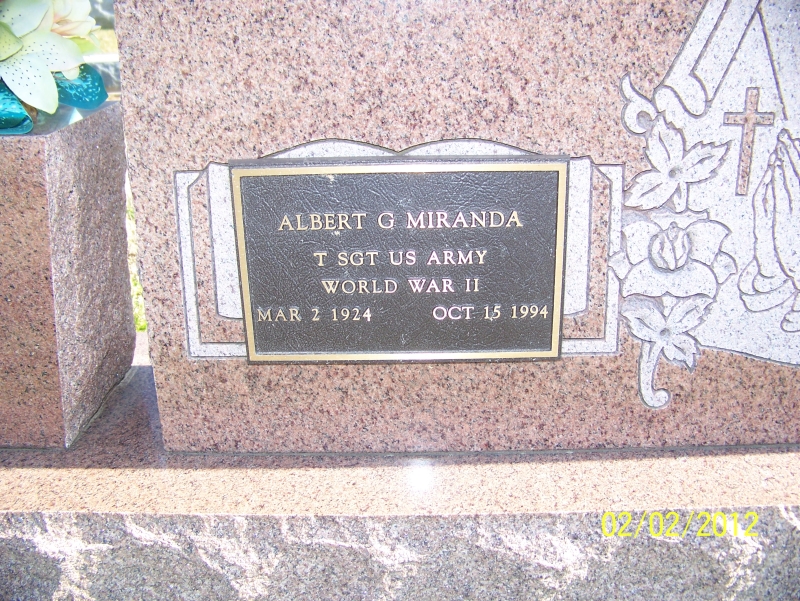 ALBERT G MIRANDA
T SGT US ARMY
WORLD WAR II
MAR 2 1924 OCT 15 1994
02/02/2012